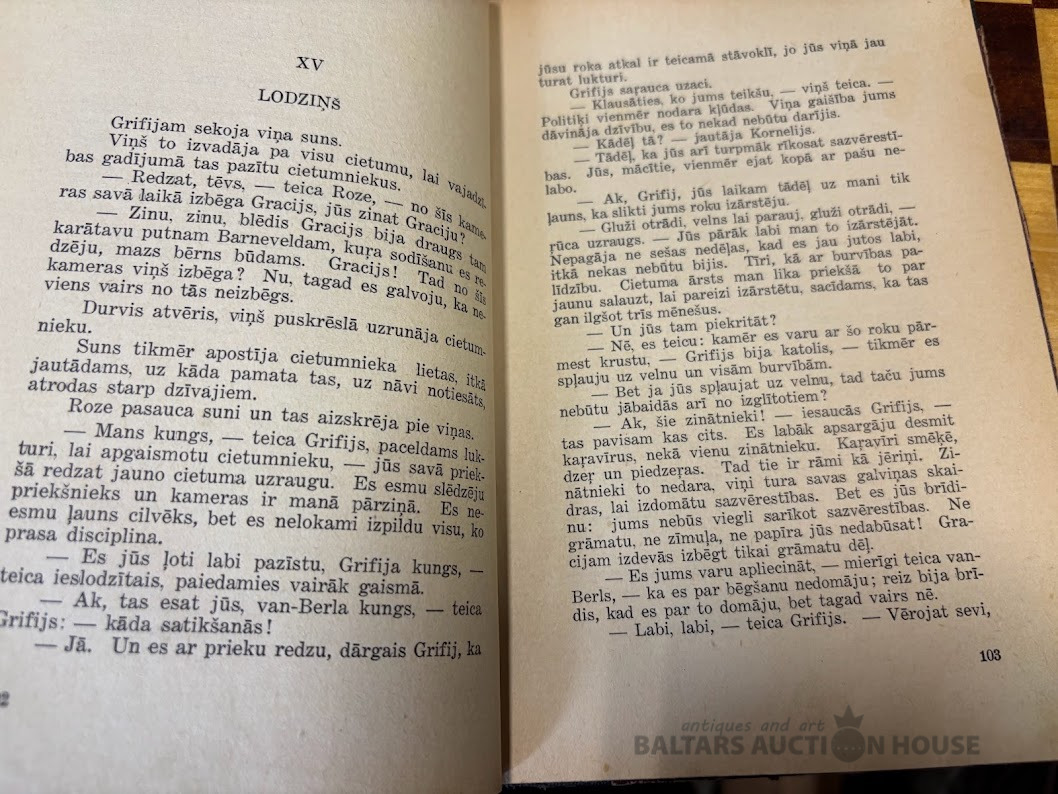 XV
LODZIŅŠ
Grifijam sekoja viņa suns.
Viņš to izvadāja pa visu cietumu, lai vajadzī-
bas gadījumā tas pazītu cietumniekus.
— Redzat, tēvs, — teica Roze, — no šīs kame-
ras savā laikā izbēga Gracijs, jūs zinat Graciju?
— Zinu, zinu, blēdis Gracijs bija draugs tam
karātavu putnam Barneveldam, kuŗa sodīšanu es re-
dzēju, mazs bērns būdams. Gracijs! Tad no šīs
kameras viņš izbēga? Nu, tagad es galvoju, ka ne-
viens vairs no tās neizbēgs.
Durvis atvēris, viņš puskrēslā uzrunāja cietum-
nieku.
Suns tikmēr apostīja cietumnieka lietas, itkā
jautādams, uz kāda pamata tas, uz nāvi notiesāts,
atrodas starp dzīvajiem.
Roze pasauca suni un tas aizskrēja pie viņas.
— Mans kungs, — teica Grifijs, paceldams luk-
turi, lai apgaismotu cietumnieku, — jūs savā priek-
šā redzat jauno cietuma uzraugu. Es esmu slēdzēju
priekšnieks un kameras ir manā pārziņā. Es ne-
esmu ļauns cilvēks, bet es nelokami izpildu visu, ko
prasa disciplina.
— Es jūs ļoti labi pazīstu, Grifija kungs, —
teica ieslodzītais, paiedamies vairāk gaismā.
— Ak, tas esat jūs, van-Berla kungs, — teica
Grifijs: — kāda satikšanās!
— Jā. Un es ar prieku redzu, dārgais Grifij, ka
2
jūsu roka atkal ir teicamā stāvoklī, jo jūs viņā jau
turat lukturi.
Grifijs saŗauca uzaci.
— Klausāties, ko jums teikšu, — viņš teica. —
Politiķi vienmēr nodara kļūdas. Viņa gaišība jums
dāvināja dzīvību, es to nekad nebūtu darījis.
— Kādēļ tā? — jautāja Kornelijs.
— Tādēļ, ka jūs arī turpmāk rīkosat sazvērestī-
bas. Jūs, mācītie, vienmēr ejat kopā ar pašu ne-
labo.
— Ak, Grifij, jūs laikam tādēļ uz mani tik
ļauns, ka slikti jums roku izārstēju.
— Gluži otrādi, velns lai parauj, gluži otrādi, —
rūca uzraugs. — Jūs pārāk labi man to izārstējāt.
Nepagāja ne sešas nedēļas, kad es jau jutos labi,
itkā nekas nebūtu bijis. Tīri, kā ar burvības pa-
līdzību. Cietuma ārsts man lika priekšā to par
jaunu salauzt, lai pareizi izārstētu, sacīdams, ka tas
gan ilgšot trīs mēnešus.
— Un jūs tam piekritāt?
— Nē, es teicu: kamēr es varu ar šo roku pār-
mest krustu, — Grifijs bija katolis, — tikmēr es
spļauju uz velnu un visām burvībām.
— Bet ja jūs spļaujat uz velnu, tad taču jums
nebūtu jābaidās arī no izglītotiem?
— Ak, šie zinātnieki! — iesaucās Grifijs, —
tas pavisam kas cits. Es labāk apsargāju desmit
kaŗavīrus, nekā vienu zinātnieku. Kaŗavīri smēķē,
dzeŗ un piedzeŗas. Tad tie ir rāmi kā jēriņi. Zi-
nātnieki to nedara, viņi tura savas galviņas skai-
dras, lai izdomātu sazvērestības. Bet es jūs brīdi-
nu: jums nebūs viegli sarīkot sazvērestības. Ne
grāmatu, ne zīmuļa, ne papīra jūs nedabūsat! Gra-
cijam izdevās izbēgt tikai grāmatu dēļ.
— Es jums varu apliecināt, — mierīgi teica van-
Berls, — ka es par bēgšanu nedomāju; reiz bija brī-
dis, kad es par to domāju, bet tagad vairs nē.
— Labi, labi, — teica Grifijs. — Vērojat sevi,
103
antiques and art
BALTARS AUCTION HOUSE